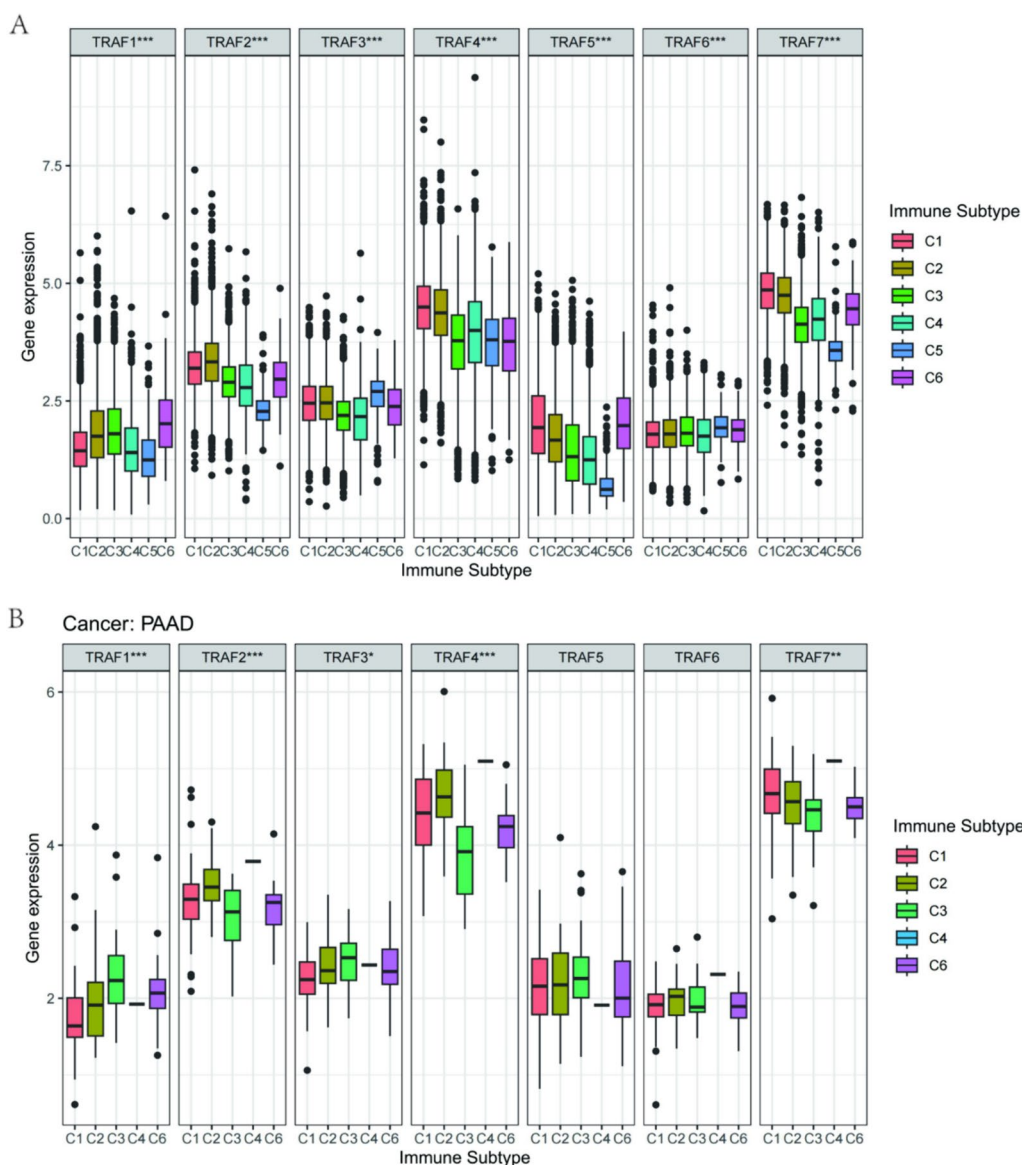 A
TRAF1*** TRAF2*** TRAF3*** TRAF4*** TRAF5*** TRAF6*** TRAF7***
7.5
5.0
2.5
0.0
Gene expression
C1C2C3C4C5C6 C1C2C3C4C5C6 C1C2C3C4C5C6 C1C2C3C4C5C6 C1C2C3C4C5C6 C1C2C3C4C5C6 C1C2C3C4C5C6
Immune Subtype
Immune Subtype
C1
C2
C3
C4
C5
C6
B
Cancer: PAAD
TRAF1*** TRAF2*** TRAF3* TRAF4*** TRAF5 TRAF6 TRAF7**
6
4
2
Gene expression
C1 C2 C3 C4 C6 C1 C2 C3 C4 C6 C1 C2 C3 C4 C6 C1 C2 C3 C4 C6 C1 C2 C3 C4 C6 C1 C2 C3 C4 C6 C1 C2 C3 C4 C6
Immune Subtype
Immune Subtype
C1
C2
C3
C4
C6